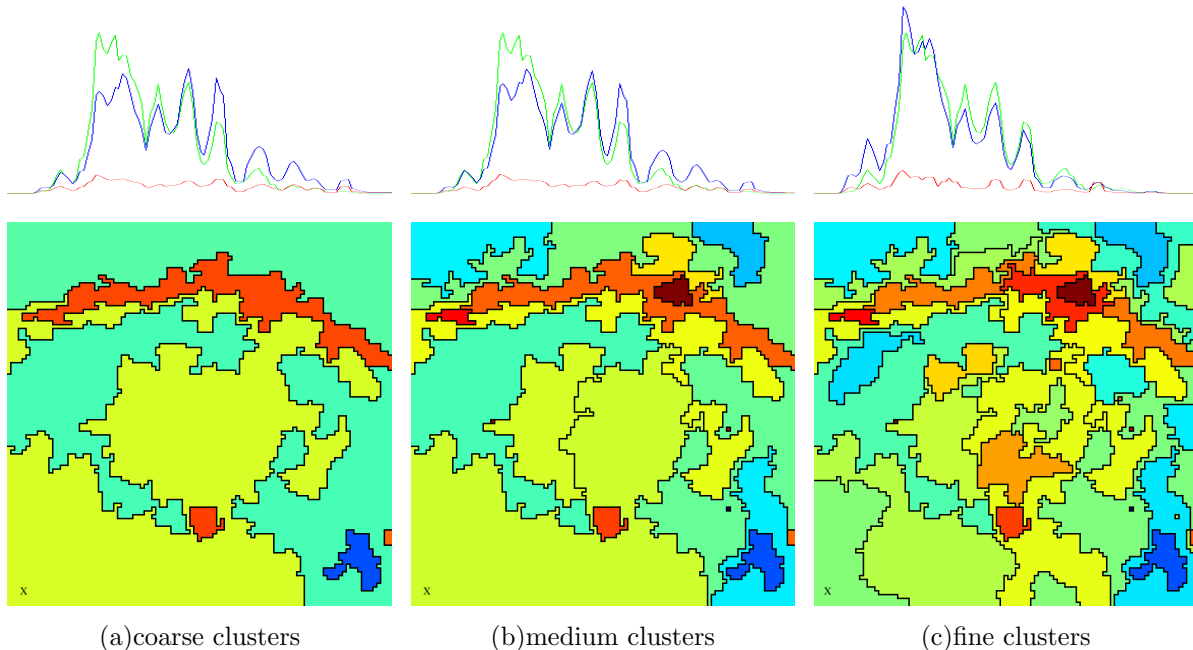 x
x
x
(a)coarse clusters
(b)medium clusters
(c)fine clusters